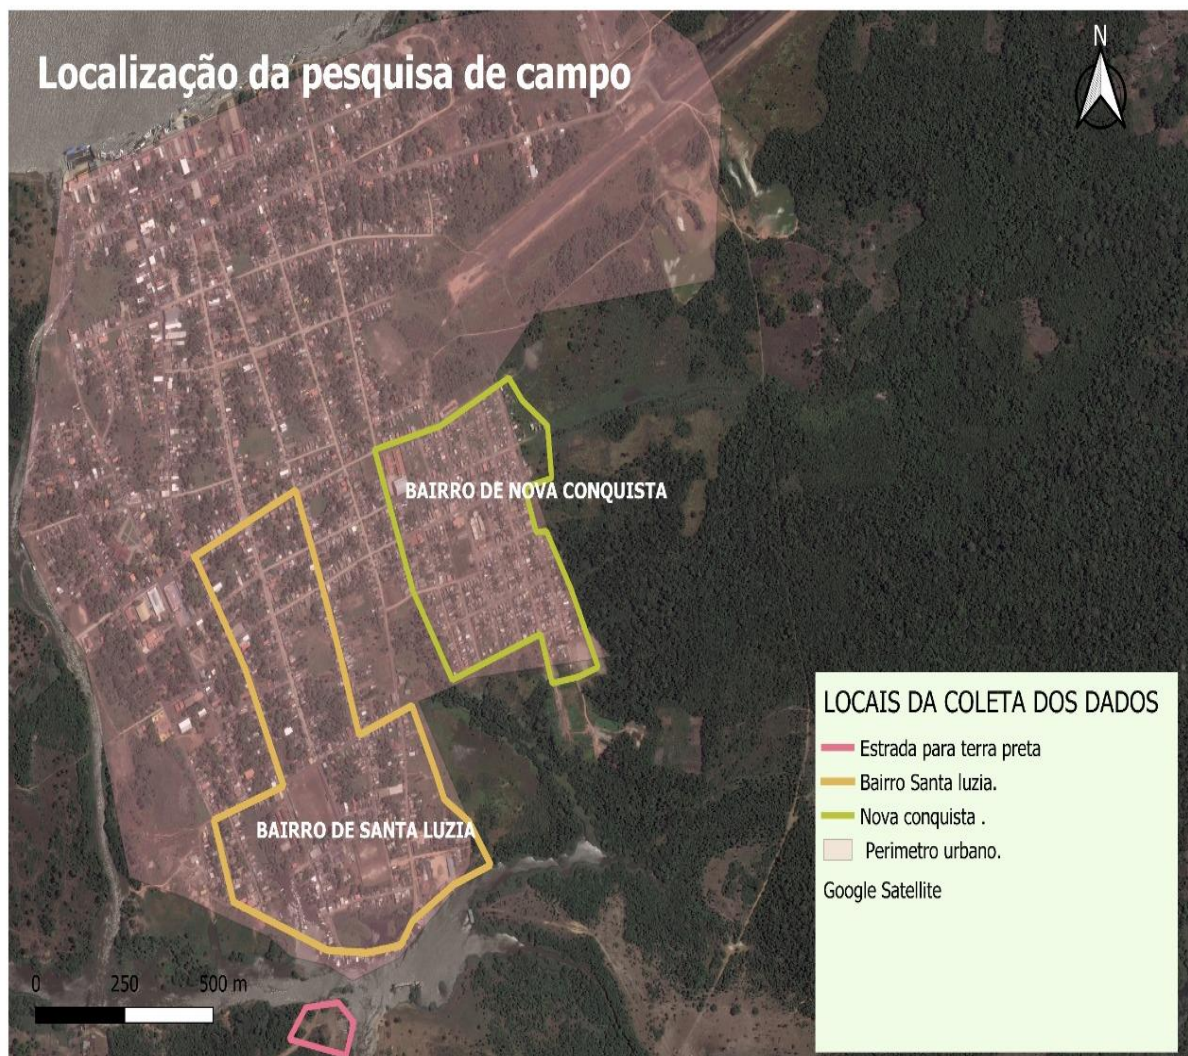 Localização da pesquisa de campo
N
BAIRRO DE NOVA CONQUISTA
BAIRRO DE SANTA LUZIA
LOCAIS DA COLETA DOS DADOS
Estrada para terra preta
Bairro Santa luzia.
Nova conquista .
Perimetro urbano.
Google Satellite
0 250 500 m